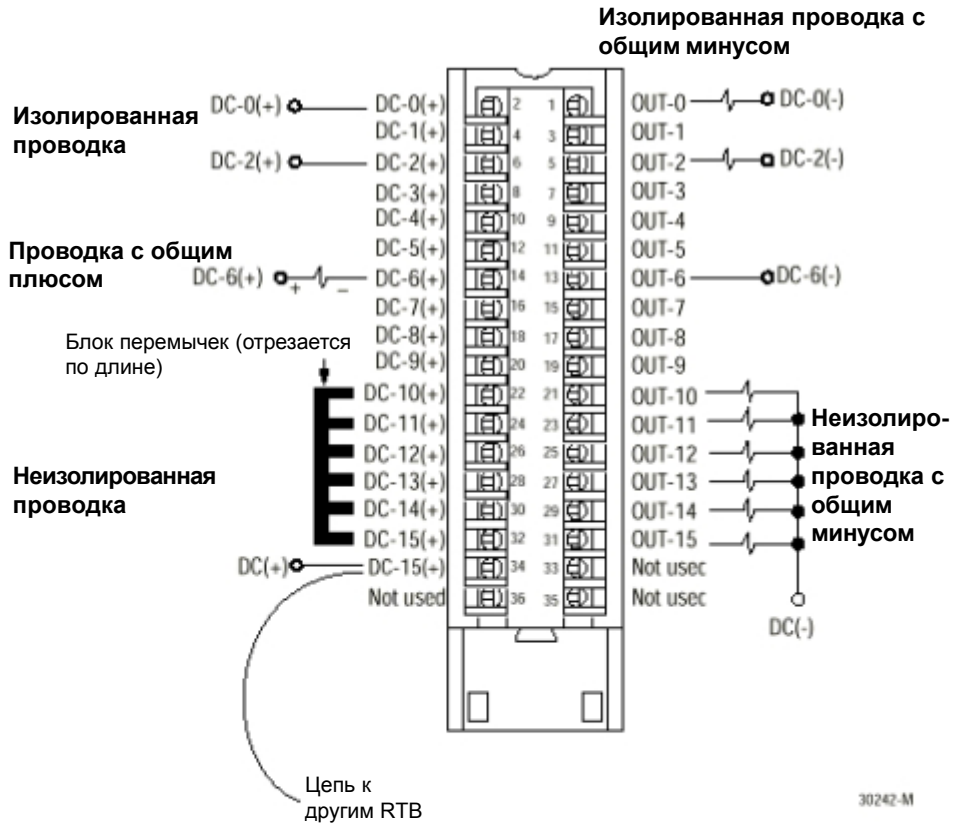 Изолированная проводка с
общим минусом
Изолированная
проводка
DC-0(+) DC-0(+) 2 1 OUT-0 DC-0(-)
DC-1(+) 4 3 OUT-1
DC-2(+) DC-2(+) 6 5 OUT-2 DC-2(-)
DC-3(+) 8 7 OUT-3
DC-4(+) 10 9 OUT-4
DC-5(+) 12 11 OUT-5
Проводка с общим
плюсом
DC-6(+) + – DC-6(+) 14 13 OUT-6 DC-6(-)
DC-7(+) 16 15 OUT-7
DC-8(+) 18 17 OUT-8
DC-9(+) 20 19 OUT-9
Блок перемычек (отрезается
по длине)
DC-10(+) 22 21 OUT-10
DC-11(+) 24 23 OUT-11
DC-12(+) 26 25 OUT-12
DC-13(+) 28 27 OUT-13
DC-14(+) 30 29 OUT-14
DC-15(+) 32 31 OUT-15
Неизолиро-
ванная
проводка с
общим
минусом
Неизолированная
проводка
DC(+) DC-15(+) 34 33 Not usec
Not used 36 35 Not usec
DC(-)
Цепь к
другим RTB
30242-M